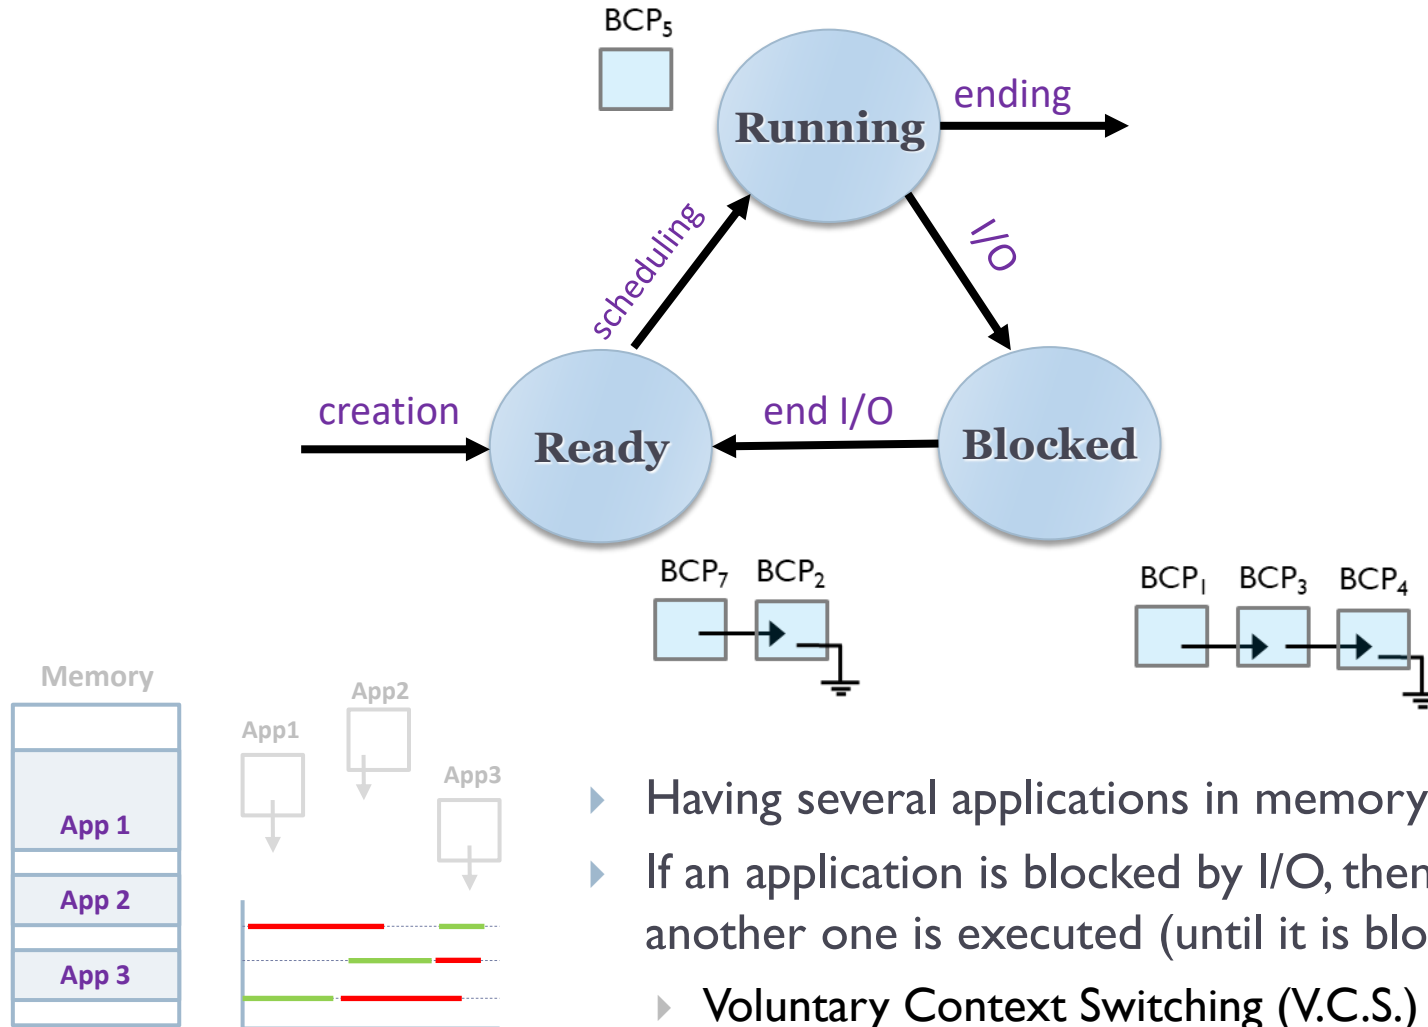 BCP5
Running
ending
scheduling
I/O
creation
end I/O
Ready
Blocked
BCP7 BCP2
BCP1 BCP3 BCP4
Memory
App 1
App 2
App 3
App1
App2
App3
Having several applications in memory
If an application is blocked by I/O, then
another one is executed (until it is blo
Voluntary Context Switching (V.C.S.)